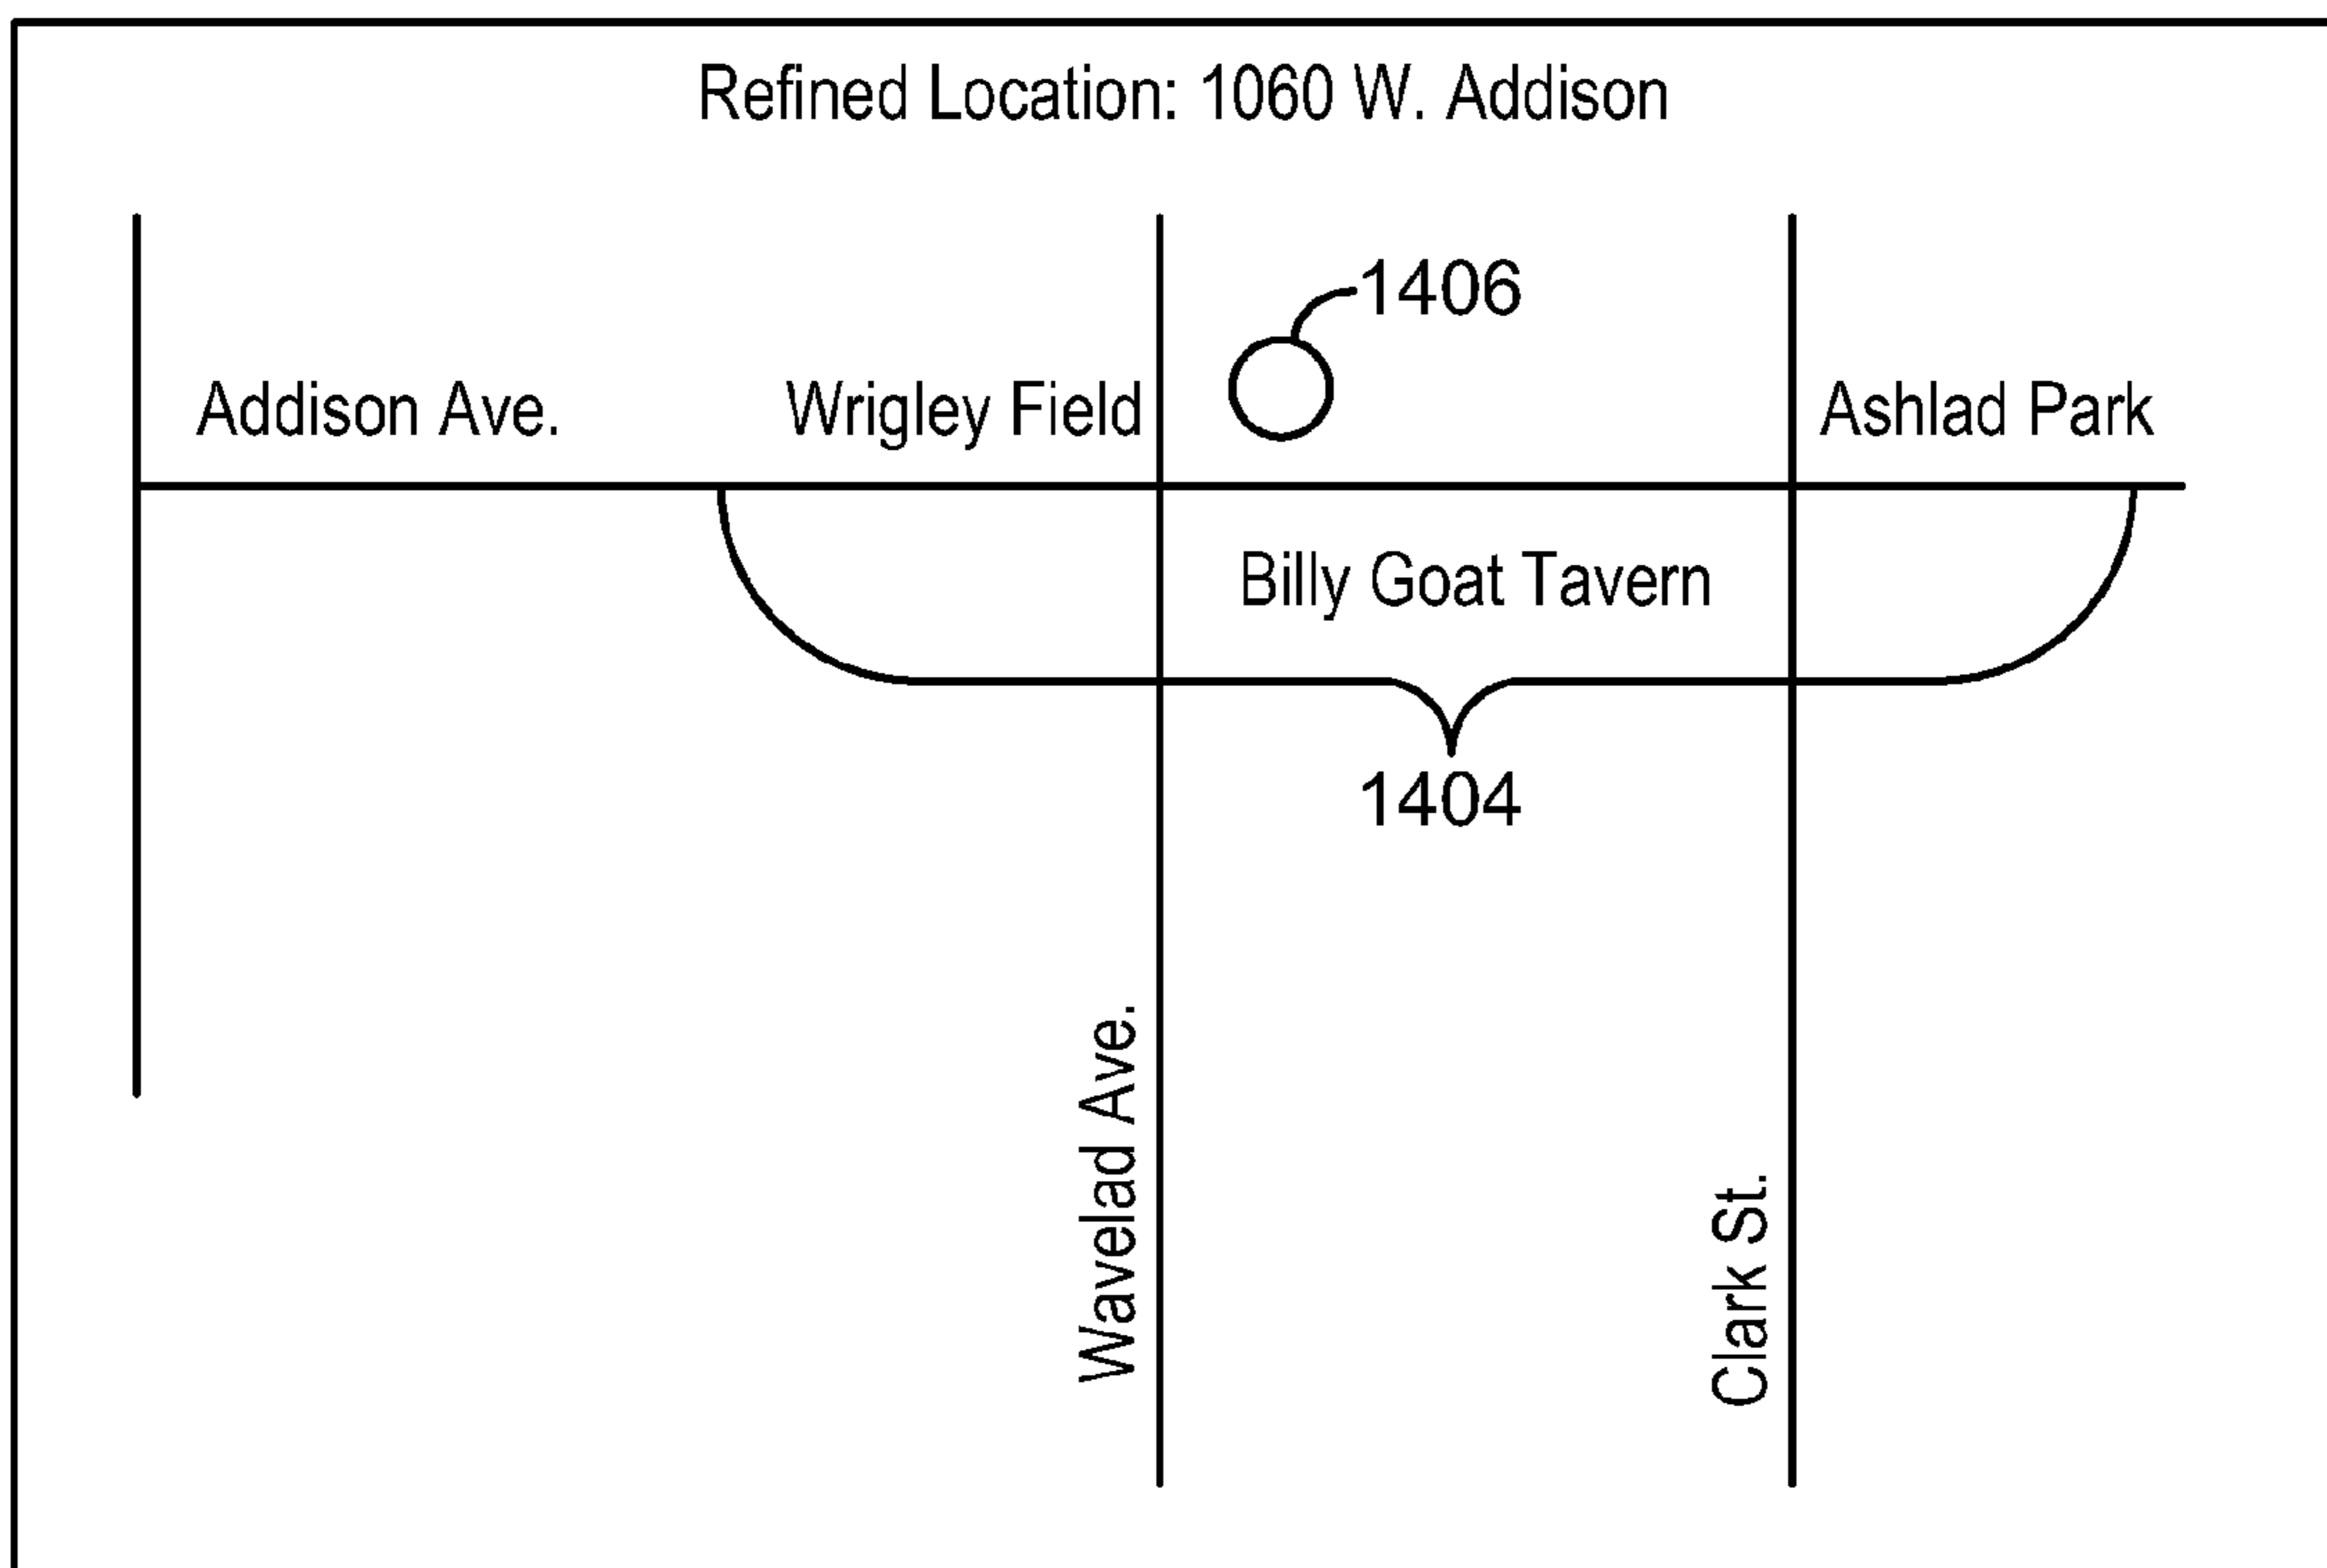 Refined Location: 1060 W. Addison
1406
Addison Ave.
Wrigley Field
Ashlad Park
Billy Goat Tavern
1404
Wavelad Ave.
Clark St.